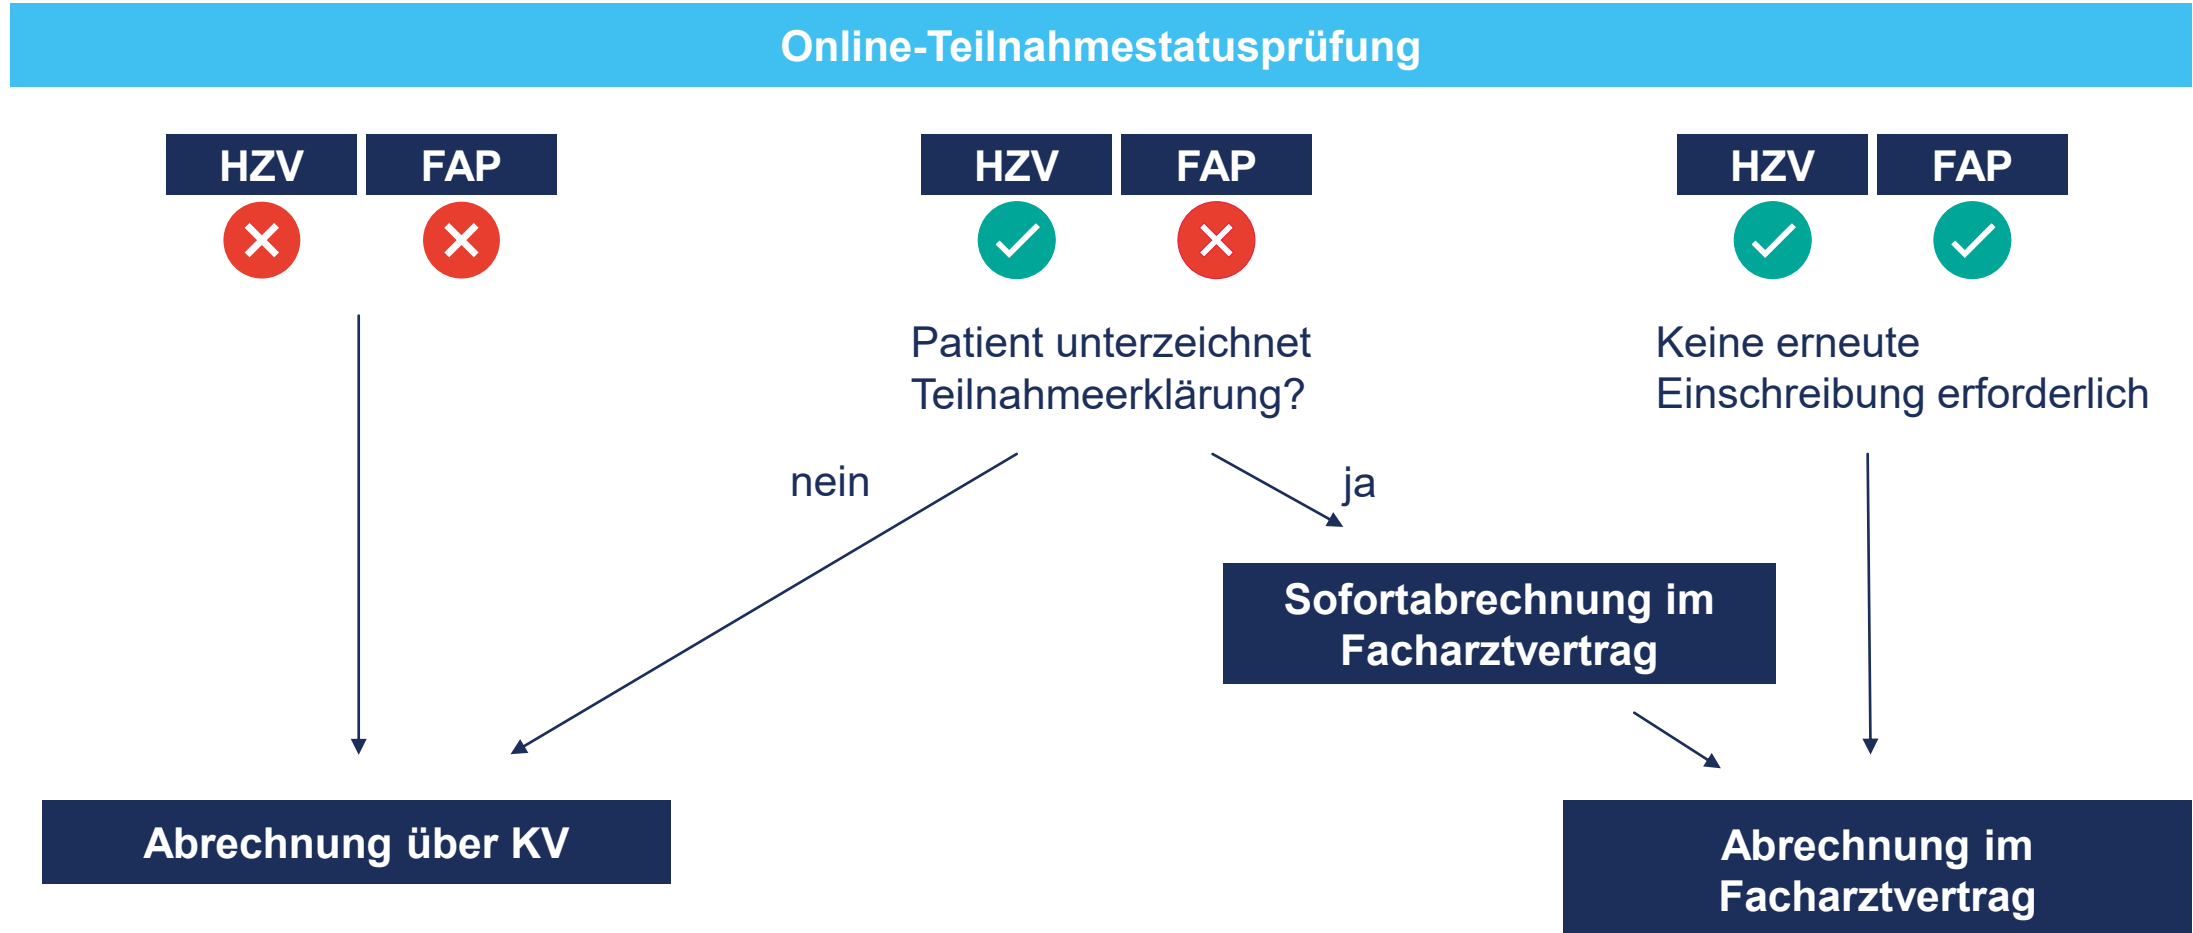 Online-Teilnahmestatusprüfung
HZV FAP
HZV FAP
HZV FAP
Patient unterzeichnet
Teilnahmeerklärung?
Keine erneute
Einschreibung erforderlich
nein
ja
Sofortabrechnung im
Facharztvertrag
Abrechnung über KV
Abrechnung im
Facharztvertrag